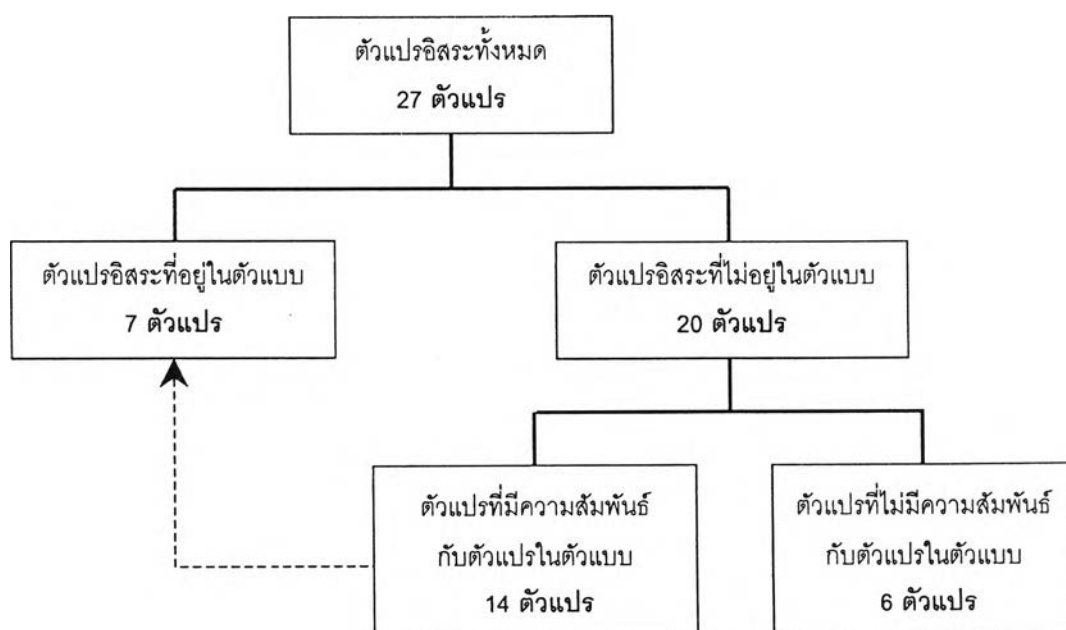 ตัวแปรอิสระทั้งหมด
27 ตัวแปร
ตัวแปรอิสระที่อยู่ในตัวแบบ
7 ตัวแปร
ตัวแปรอิสระที่ไม่อยู่ในตัวแบบ
20 ตัวแปร
ตัวแปรที่มีความสัมพันธ์
กับตัวแปรในตัวแบบ
14 ตัวแปร
ตัวแปรที่ไม่มีความสัมพันธ์
กับตัวแปรในตัวแบบ
6 ตัวแปร